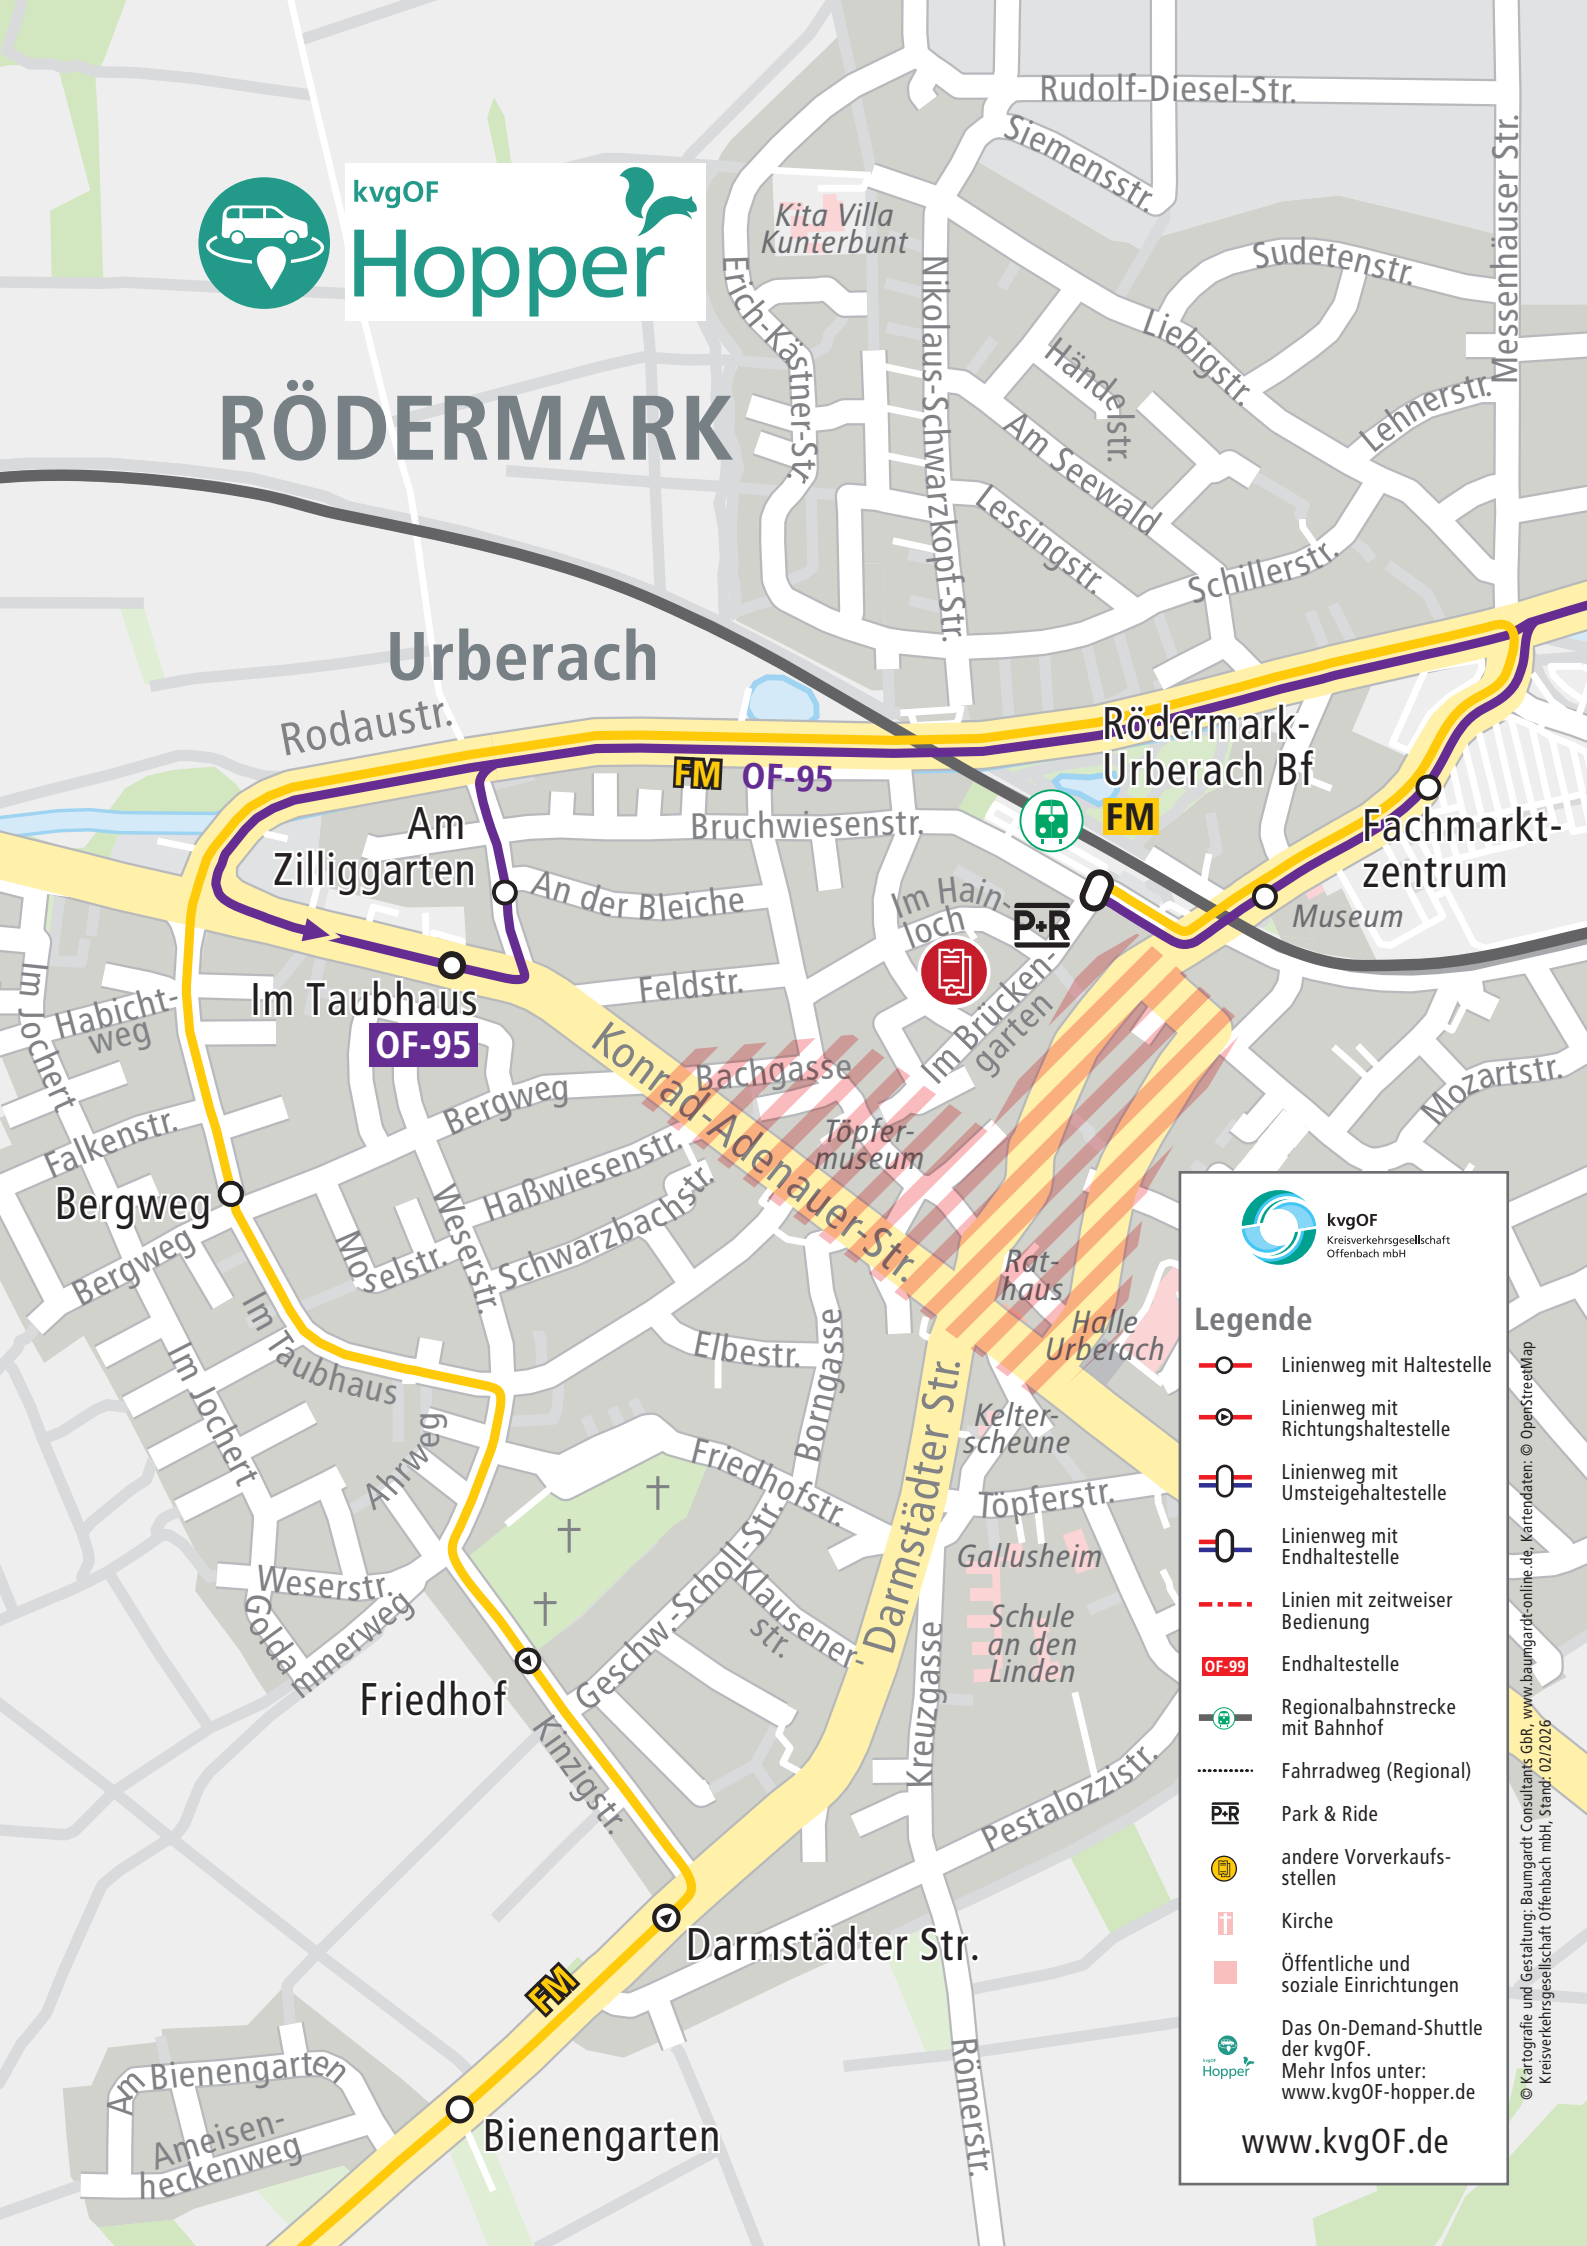 Rudolf-Diesel-Str.
Siemensstr.
Messenhäuser Str.
kvgOF
Hopper
Kita Villa
Kunterbunt
Sudetenstr.
Erich-Kästner-Str.
Nikolaus-Schwarzkopf-Str.
Liebigstr.
Händelstr.
Lehnerstr.
RÖDERMARK
Am Seewald
Lessingstr.
Schillerstr.
Urberach
Rodaustr.
Rödermark-
Urberach Bf
FM
FM OF-95
Am
Zilliggarten
Bruchwiesenstr.
Fachmarkt-
zentrum
An der Bleiche
Im Hain-
loch
P+R
Museum
Im Jochert
Habicht-
weg
Im Taubhaus
OF-95
Feldstr.
Im Brücken-
garten
Konrad-Adenauer-Str.
Bachgasse
Mozartstr.
Bergweg
Falkenstr.
Töpfer-
museum
Haßwiesenstr.
Bergweg
Schwarzbachstr.
Weserstr.
Moselstr.
Bergweg
Rat-
haus
Halle
Urberach
Im Taubhaus
Elbestr.
Borngasse
Im Jochert
Ahrweg
Darmstädter Str.
Kelter-
scheune
Friedhofstr.
Töpferstr.
Gallusheim
Weserstr.
Goldammerweg
Geschw.-Scholl-Str.
Klausener-
str.
Schule
an den
Linden
Kreuzgasse
Friedhof
Kinzigstr.
Pestalozzistr.
Darmstädter Str.
FM
Römerstr.
Am Bienengarten
Ameisen-
heckenweg
Bienengarten
kvgOF
Kreisverkehrsgesellschaft
Offenbach mbH
Legende
Linienweg mit Haltestelle
Linienweg mit
Richtungshaltestelle
Linienweg mit
Umsteigehaltestelle
Linienweg mit
Endhaltestelle
Linien mit zeitweiser
Bedienung
OF-99 Endhaltestelle
Regionalbahnstrecke
mit Bahnhof
Fahrradweg (Regional)
P+R Park & Ride
andere Vorverkaufs-
stellen
Kirche
Öffentliche und
soziale Einrichtungen
kvgOF
Hopper
Das On-Demand-Shuttle
der kvgOF.
Mehr Infos unter:
www.kvgOF-hopper.de
www.kvgOF.de
© Kartografie und Gestaltung: Baumgardt Consultants GbR, www.baumgardt-online.de, Kartendaten: © OpenStreetMap
Kreisverkehrsgesellschaft Offenbach mbH, Stand: 02/2026